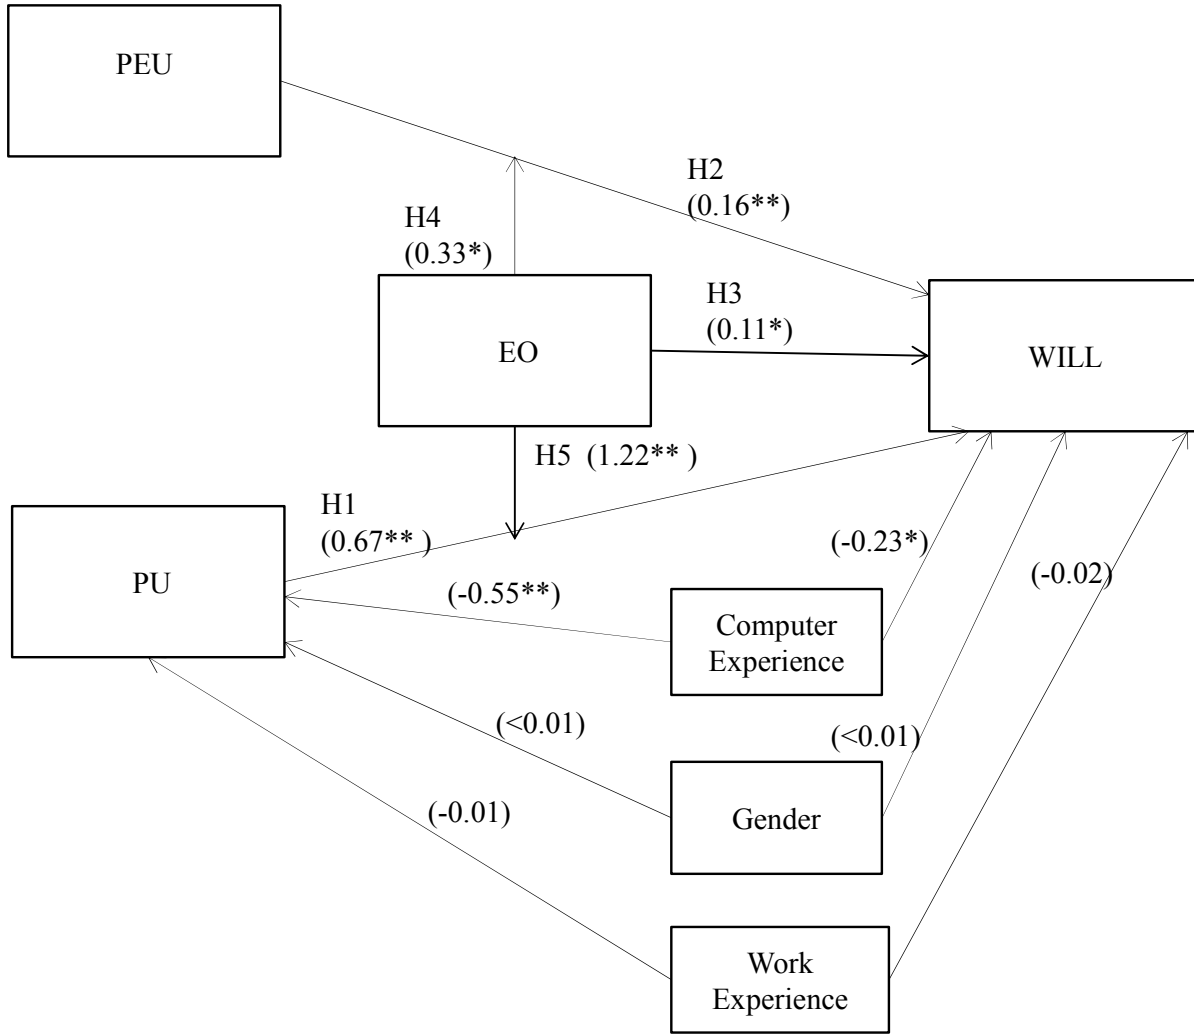 PEU
H2
(0.16**)
H4
(0.33*)
H3
(0.11*)
EO
WILL
H5 (1.22** )
H1
(0.67** )
PU
(-0.23*)
(-0.02)
(-0.55**)
Computer
Experience
(<0.01)
(<0.01)
(-0.01)
Gender
Work
Experience